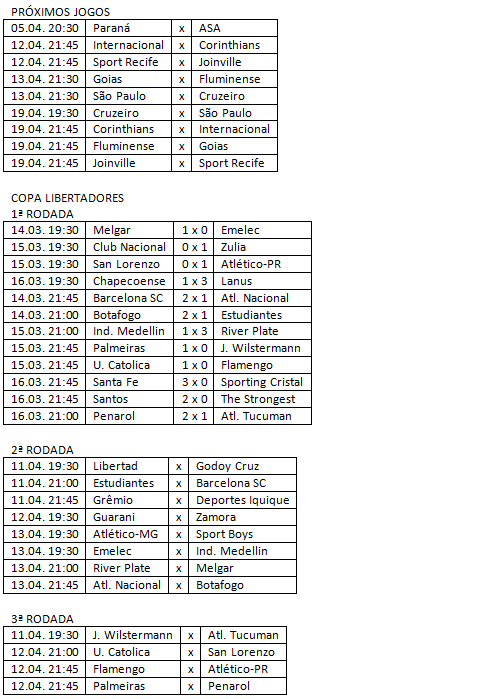 PRÓXIMOS JOGOS
05.04. 20:30 Paraná x ASA
12.04. 21:45 Internacional x Corinthians
12.04. 21:45 Sport Recife x Joinville
13.04. 21:30 Goias x Fluminense
13.04. 21:30 São Paulo x Cruzeiro
19.04. 19:30 Cruzeiro x São Paulo
19.04. 21:45 Corinthians x Internacional
19.04. 21:45 Fluminense x Goias
19.04. 21:45 Joinville x Sport Recife
COPA LIBERTADORES
1ª RODADA
14.03. 19:30 Melgar 1 x 0 Emelec
15.03. 19:30 Club Nacional 0 x 1 Zulia
15.03. 19:30 San Lorenzo 0 x 1 Atlético-PR
16.03. 19:30 Chapecoense 1 x 3 Lanus
14.03. 21:45 Barcelona SC 2 x 1 Atl. Nacional
14.03. 21:00 Botafogo 2 x 1 Estudiantes
15.03. 21:00 Ind. Medellin 1 x 3 River Plate
15.03. 21:45 Palmeiras 1 x 0 J. Wilstermann
15.03. 21:45 U. Catolica 1 x 0 Flamengo
16.03. 21:45 Santa Fe 3 x 0 Sporting Cristal
16.03. 21:45 Santos 2 x 0 The Strongest
16.03. 21:00 Penarol 2 x 1 Atl. Tucuman
2ª RODADA
11.04. 19:30 Libertad x Godoy Cruz
11.04. 21:00 Estudiantes x Barcelona SC
11.04. 21:45 Grêmio x Deportes Iquique
12.04. 19:30 Guarani x Zamora
13.04. 19:30 Atlético-MG x Sport Boys
13.04. 19:30 Emelec x Ind. Medellin
13.04. 21:00 River Plate x Melgar
13.04. 21:45 Atl. Nacional x Botafogo
3ª RODADA
11.04. 19:30 J. Wilstermann x Atl. Tucuman
12.04. 21:00 U. Catolica x San Lorenzo
12.04. 21:45 Flamengo x Atlético-PR
12.04. 21:45 Palmeiras x Penarol